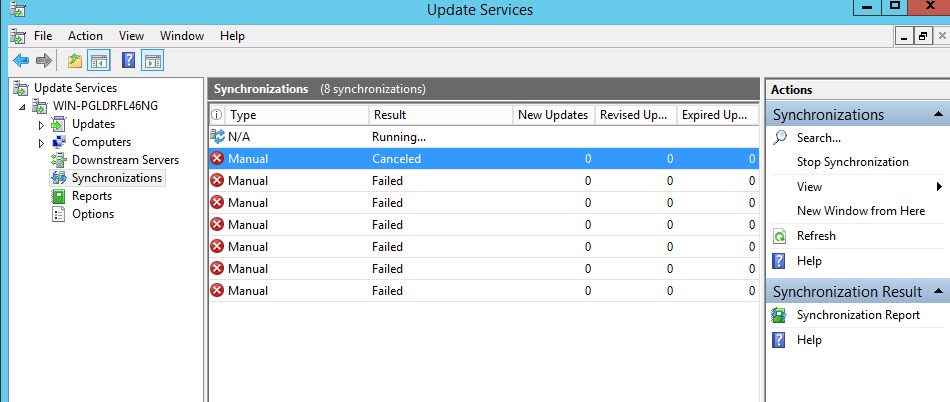 Update Services
File Action View Window Help
Update Services
WIN-PGLDRFL46NG
Updates
Computers
Downstream Servers
Synchronizations
Reports
Options
Synchronizations (8 synchronizations)
Type Result New Updates Revised Up... Expired Up...
N/A Running...
Manual Canceled 0 0 0
Manual Failed 0 0 0
Manual Failed 0 0 0
Manual Failed 0 0 0
Manual Failed 0 0 0
Manual Failed 0 0 0
Manual Failed 0 0 0
Actions
Synchronizations
Search...
Stop Synchronization
View
New Window from Here
Refresh
Help
Synchronization Result
Synchronization Report
Help